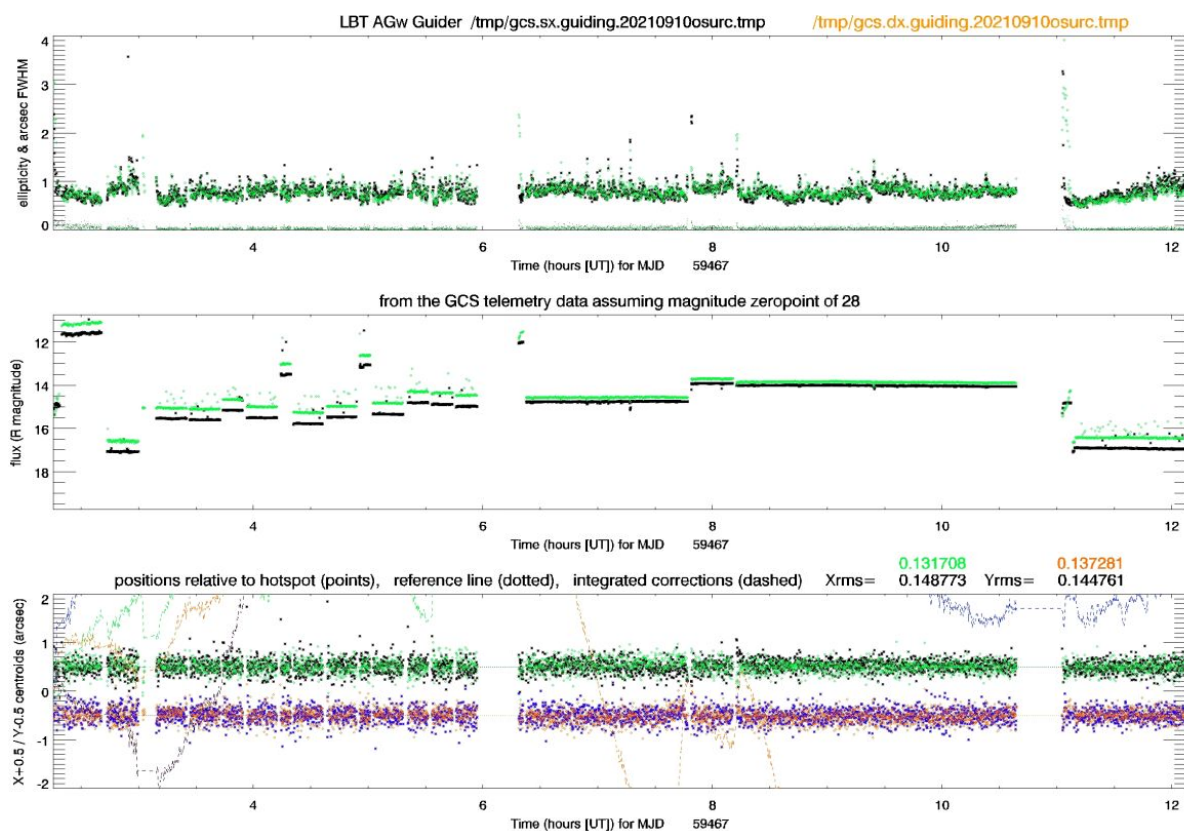 LBT AGw Guider /tmp/gcs.sx.guiding.20210910osurc.tmp /tmp/gcs.dx.guiding.20210910osurc.tmp
ellipticity & arcsec FWHM
4
3
2
1
0
4 6 8 10 12
Time (hours [UT]) for MJD 59467
from the GCS telemetry data assuming magnitude zeropoint of 28
flux (R magnitude)
12
14
16
18
4 6 8 10 12
Time (hours [UT]) for MJD 59467
0.131708 0.137281
positions relative to hotspot (points), reference line (dotted), integrated corrections (dashed) Xrms= 0.148773 Yrms= 0.144761
X+0.5 / Y-0.5 centroids (arcsec)
2
1
0
-1
-2
4 6 8 10 12
Time (hours [UT]) for MJD 59467